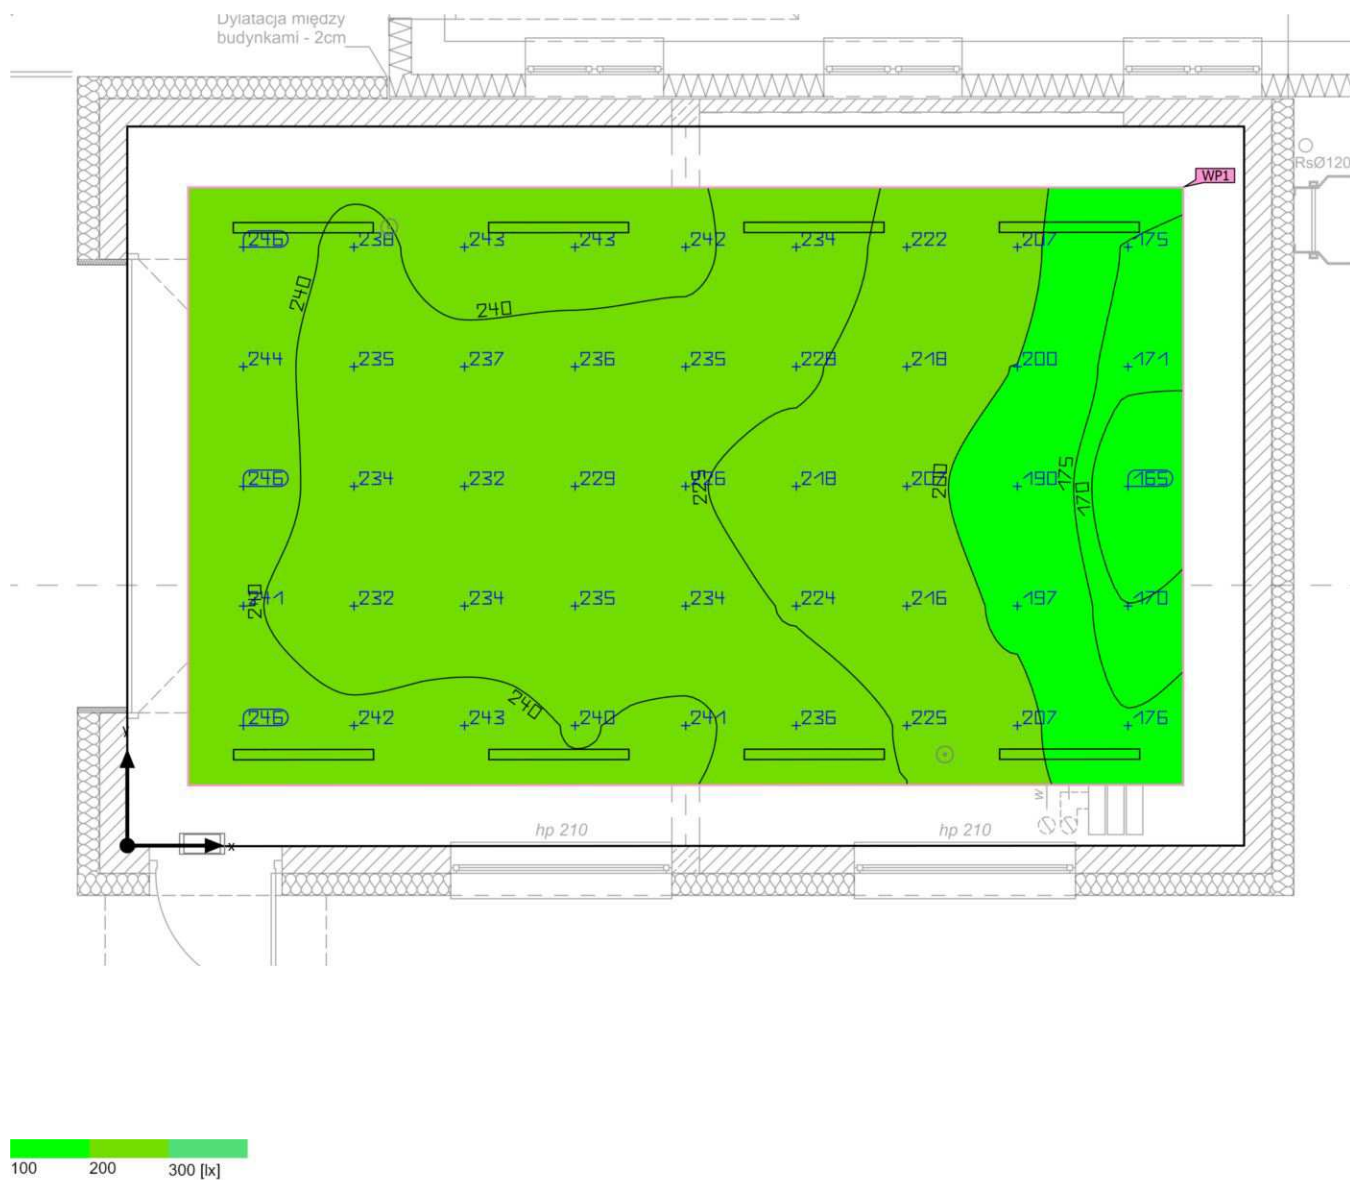 Dylatacja między
budynkami - 2cm
RsØ120
WP1
246 238 243 243 242 234 222 207 175
240
240
244 235 237 236 235 228 218 200 171
246 234 232 229 226 218 190 165
225
200
175
170
241 232 234 235 234 224 216 197 170
240
240
246 242 243 240 241 236 225 207 176
y
w
hp 210
hp 210
x
100 200 300 [lx]